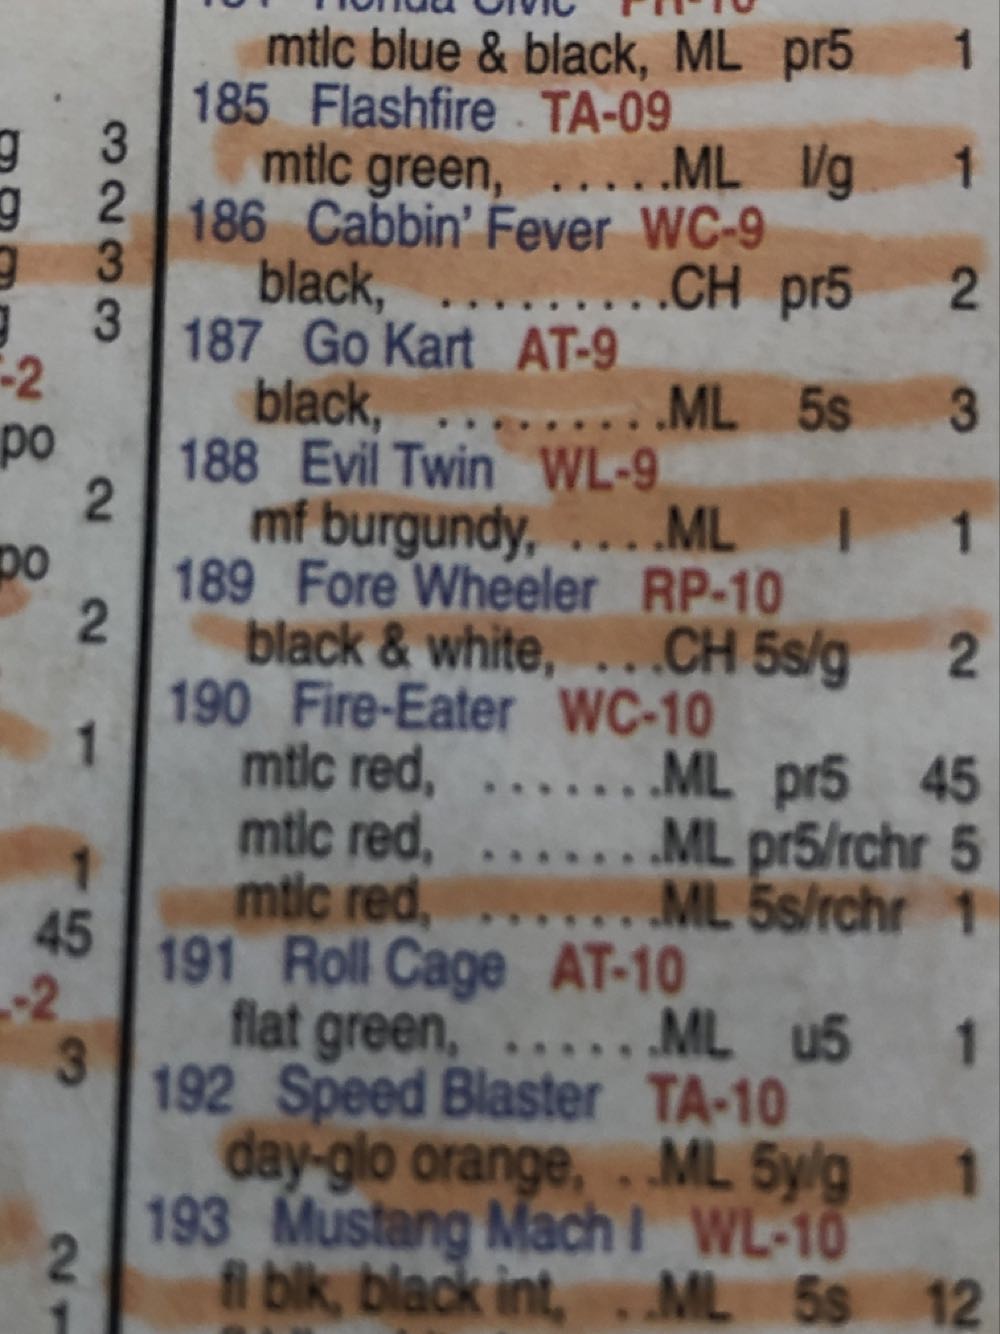 Honda Civic
mtlc blue & black, ML pr5 1
185 Flashfire TA-09
mtlc green, .....ML l/g 1
186 Cabbin' Fever WC-9
black, .........CH pr5 2
187 Go Kart AT-9
black, .........ML 5s 3
188 Evil Twin WL-9
mf burgundy, ....ML l 1
189 Fore Wheeler RP-10
black & white, ...CH 5s/g 2
190 Fire-Eater WC-10
mtlc red, .......ML pr5 45
mtlc red, .......ML pr5/rchr 5
mtlc red, .......ML 5s/rchr 1
191 Roll Cage AT-10
flat green, ......ML u5 1
192 Speed Blaster TA-10
day-glo orange, ..ML 5y/g 1
193 Mustang Mach I WL-10
fl blk, black int, ..ML 5s 12
g 3
g 2
g 3
g 3
-2
po
2
po
2
1
1
45
-2
3
2
1